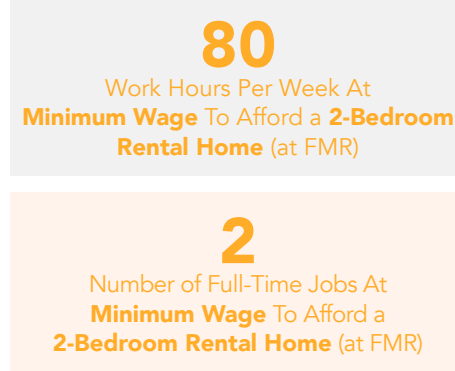 80
Work Hours Per Week At
Minimum Wage To Afford a 2-Bedroom
Rental Home (at FMR)
2
Number of Full-Time Jobs At
Minimum Wage To Afford a
2-Bedroom Rental Home (at FMR)